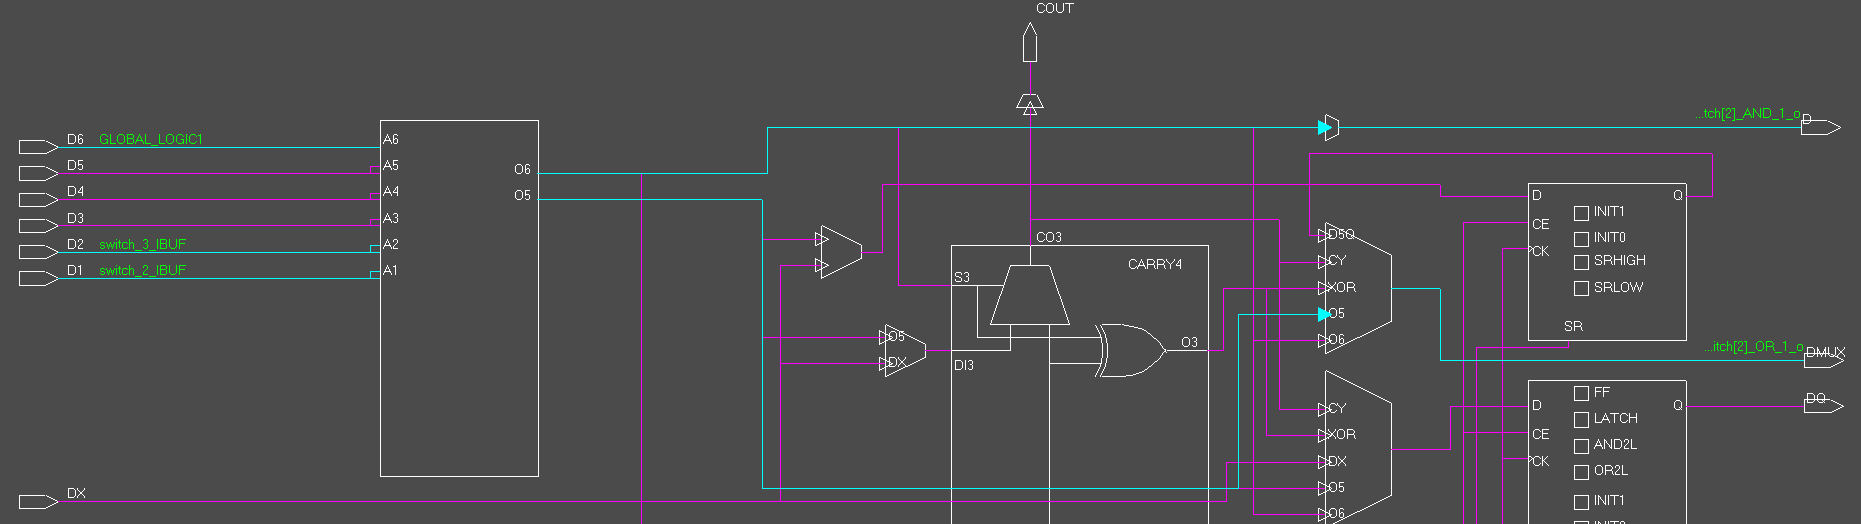 COUT
...tch[2]_AND_1_o
D
D6 GLOBAL_LOGIC1
A6
D5
A5
O6
D4
A4
O5
D
Q
D3
A3
INIT1
CE
D2 switch_3_IBUF
A2
D5Q
CO3
INIT0
CK
D1 switch_2_IBUF
A1
CARRY4
CY
SRHIGH
S3
XOR
SRLOW
O5
SR
O5
O6
O3
...itch[2]_OR_1_o
DMUX
DX
DI3
FF
DQ
CY
D
Q
LATCH
XOR
CE
AND2L
DX
CK
OR2L
O5
DX
INIT1
O6